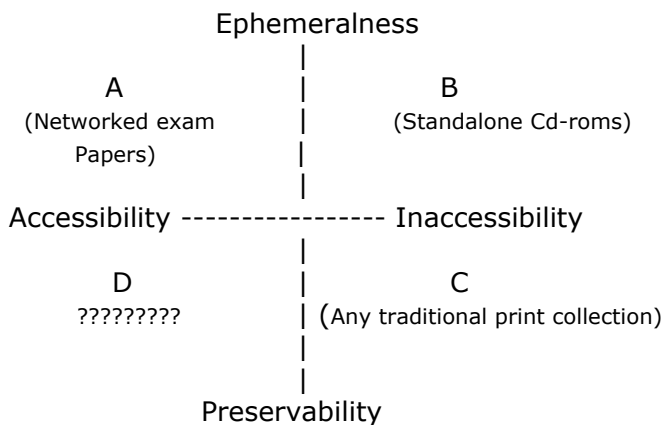 Ephemeralness
A B
(Networked exam (Standalone Cd-roms)
Papers)
Accessibility ---------------- Inaccessibility
D C
????????? (Any traditional print collection)
Preservability